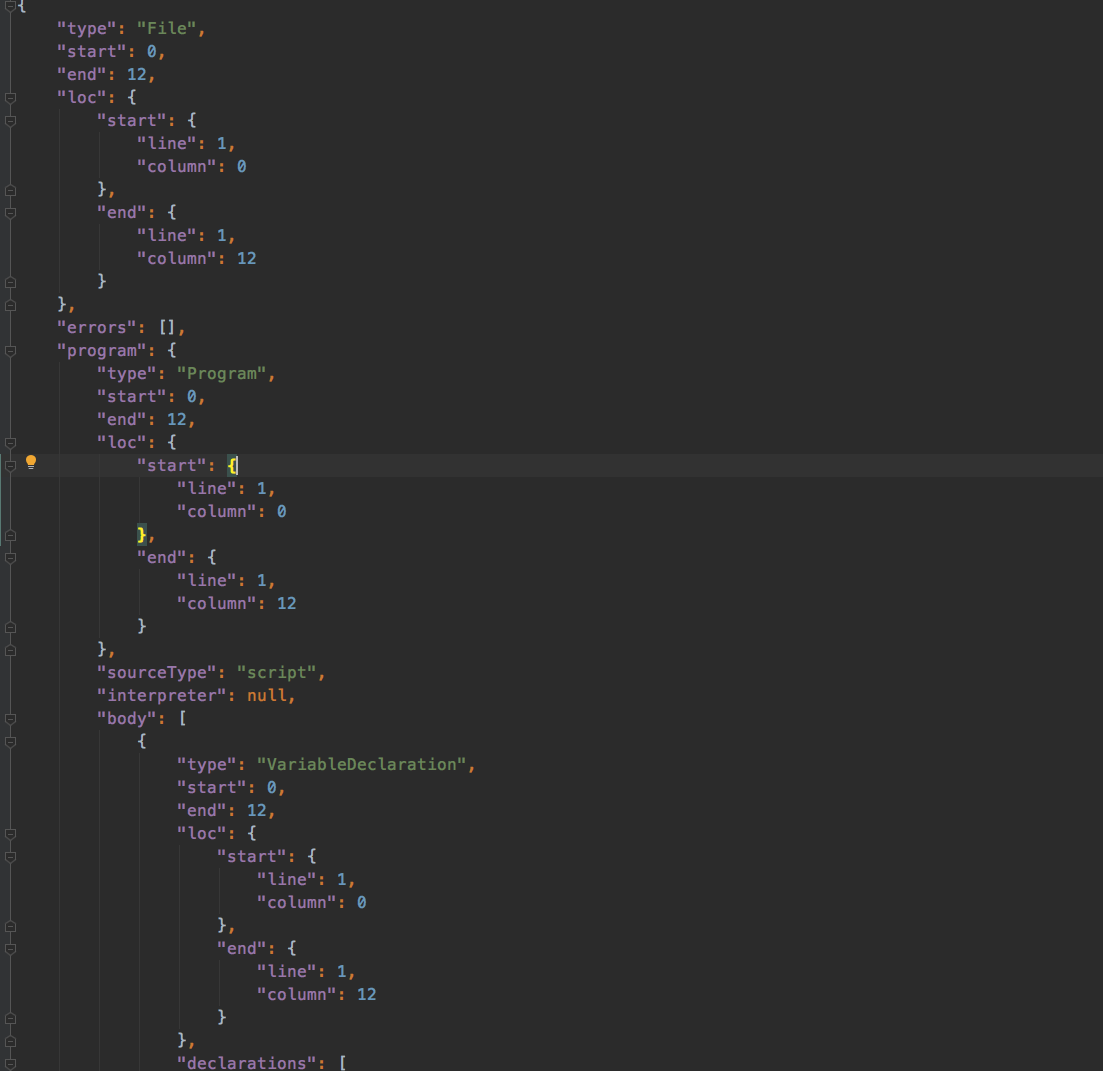 {
    "type": "File",
    "start": 0,
    "end": 12,
    "loc": {
        "start": {
            "line": 1,
            "column": 0
        },
        "end": {
            "line": 1,
            "column": 12
        }
    },
    "errors": [],
    "program": {
        "type": "Program",
        "start": 0,
        "end": 12,
        "loc": {
            "start": {
                "line": 1,
                "column": 0
            },
            "end": {
                "line": 1,
                "column": 12
            }
        },
        "sourceType": "script",
        "interpreter": null,
        "body": [
            {
                "type": "VariableDeclaration",
                "start": 0,
                "end": 12,
                "loc": {
                    "start": {
                        "line": 1,
                        "column": 0
                    },
                    "end": {
                        "line": 1,
                        "column": 12
                    }
                },
                "declarations": [